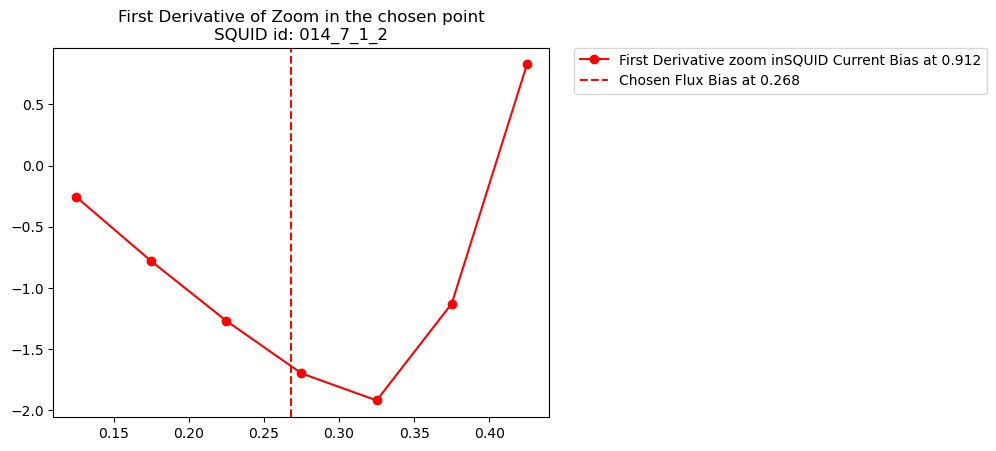 First Derivative of Zoom in the chosen point
SQUID id: 014_7_1_2
First Derivative zoom inSQUID Current Bias at 0.912
Chosen Flux Bias at 0.268
0.5
0.0
−0.5
−1.0
−1.5
−2.0
0.15 0.20 0.25 0.30 0.35 0.40